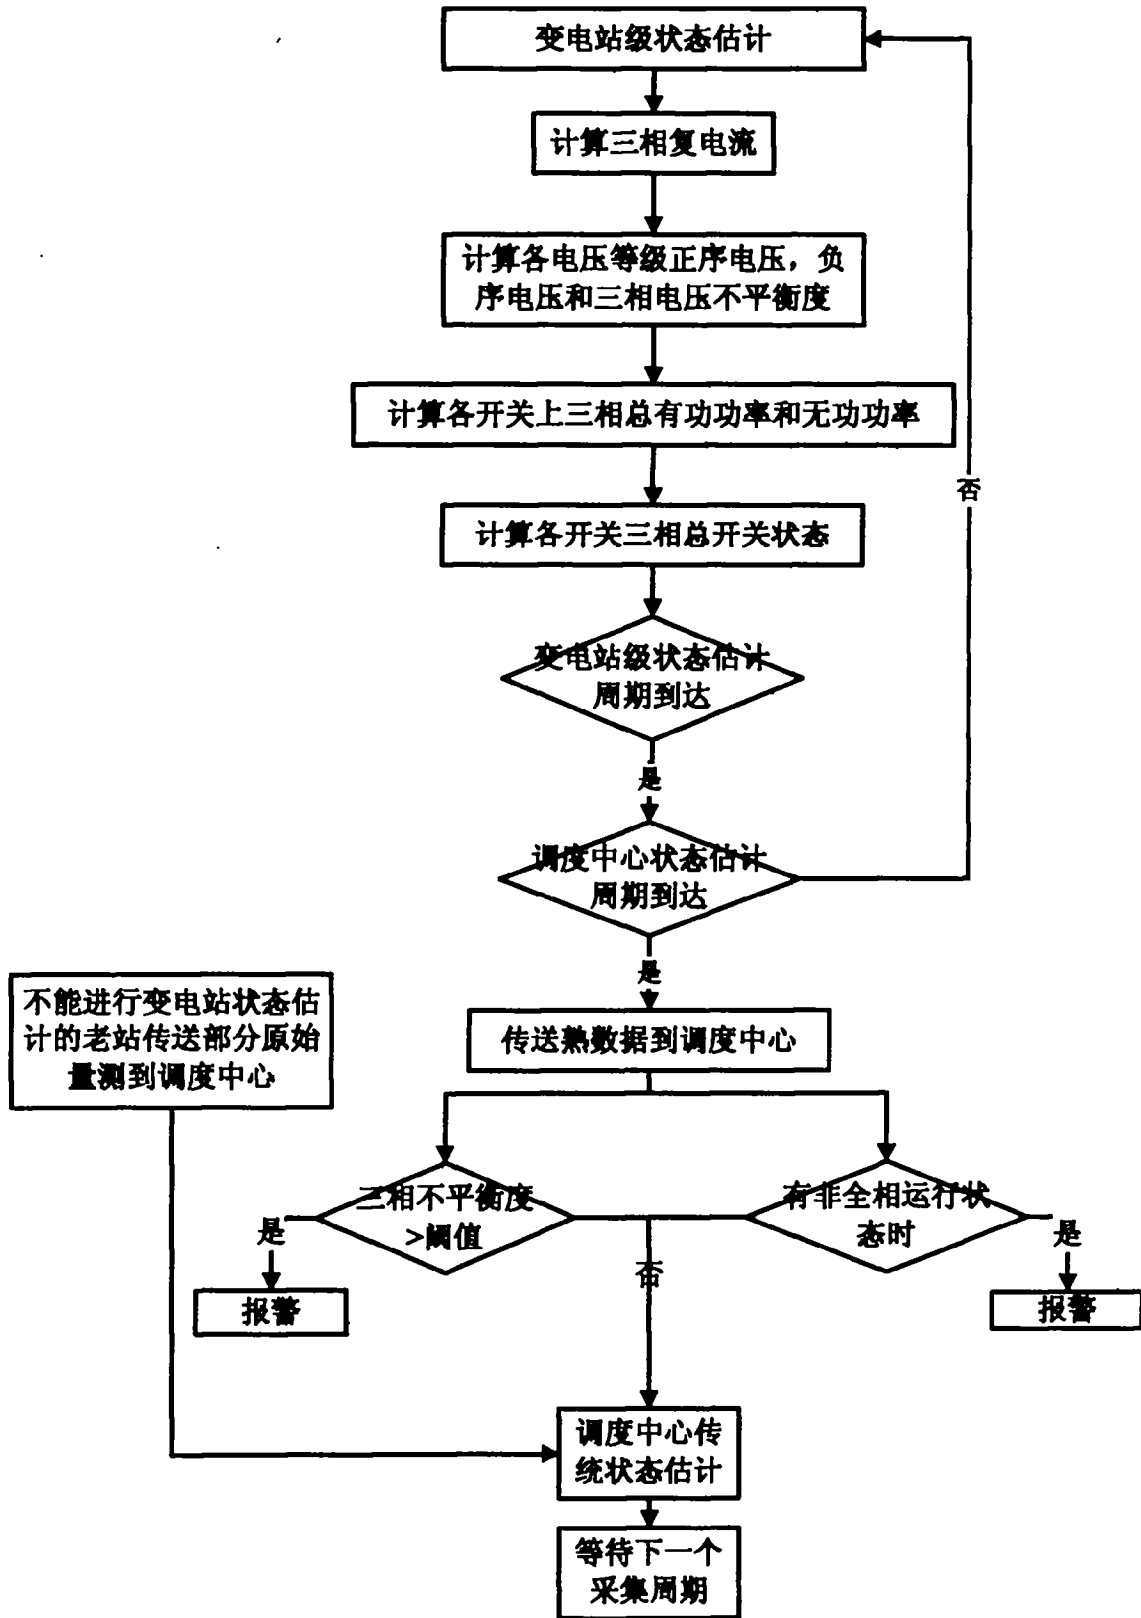 变电站级状态估计
计算三相复电流
计算各电压等级正序电压，负
序电压和三相电压不平衡度
计算各开关上三相总有功功率和无功功率
否
计算各开关三相总开关状态
变电站级状态估计
周期到达
是
调度中心状态估计
周期到达
是
不能进行变电站状态估
计的老站传送部分原始
量测到调度中心
传送熟数据到调度中心
三相不平衡度
>阈值
有非全相运行状
态时
是
否
是
报警
报警
调度中心传
统状态估计
等待下一个
采集周期